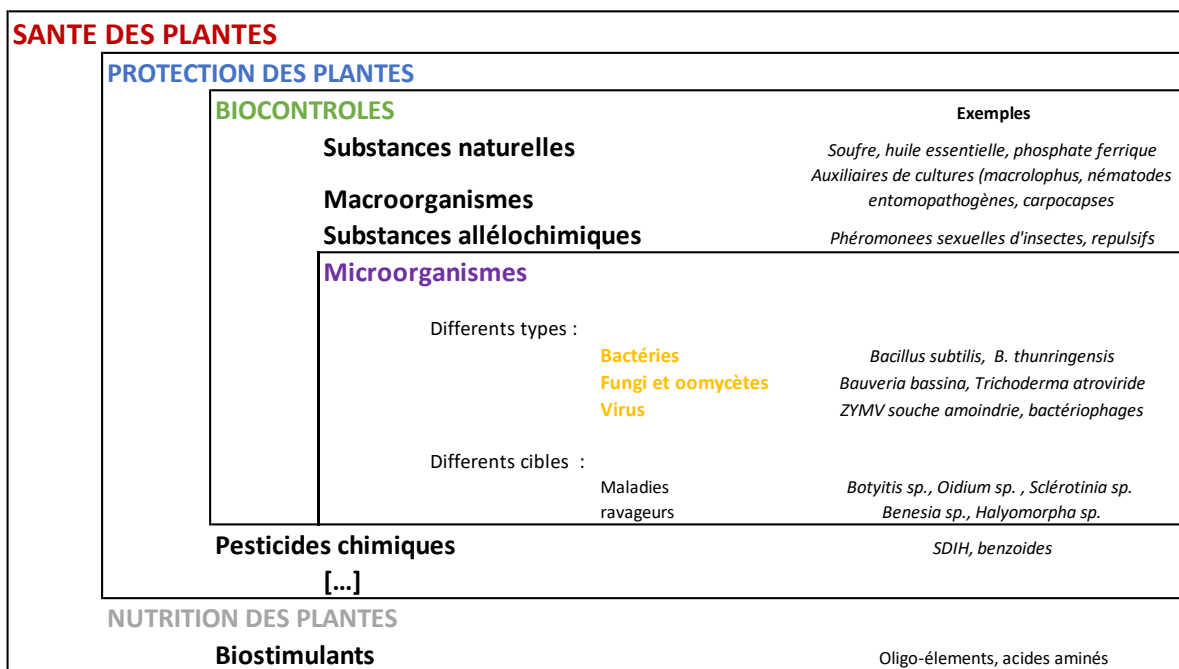 SANTE DES PLANTES
PROTECTION DES PLANTES
BIOCONTROLES Exemples
Substances naturelles Soufre, huile essentielle, phosphate ferrique
Auxiliaires de cultures (macrolophus, nématodes
Macroorganismes entomopathogènes, carpocapses
Substances allélochimiques Phéromonees sexuelles d'insectes, repulsifs
Microorganismes
Differents types :
Bactéries Bacillus subtilis, B. thunringensis
Fungi et oomycètes Bauveria bassina, Trichoderma atroviride
Virus ZYMV souche amoindrie, bactériophages
Differents cibles :
Maladies Botyitis sp., Oidium sp. , Sclérotinia sp.
ravageurs Benesia sp., Halyomorpha sp.
Pesticides chimiques SDIH, benzoides
[…]
NUTRITION DES PLANTES
Biostimulants Oligo-élements, acides aminés